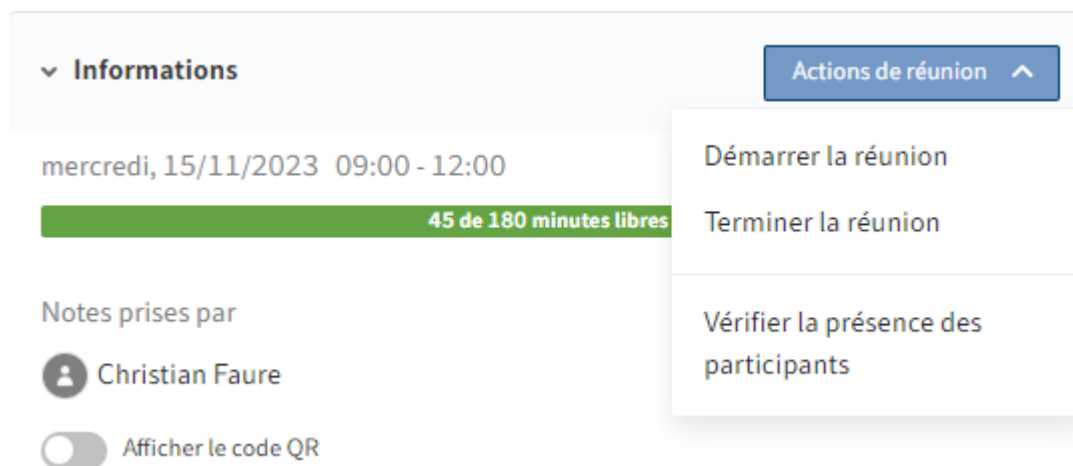 Informations
Actions de réunion
mercredi, 15/11/2023 09:00 - 12:00
45 de 180 minutes libres
Démarrer la réunion
Terminer la réunion
Notes prises par
Christian Faure
Vérifier la présence des
participants
Afficher le code QR